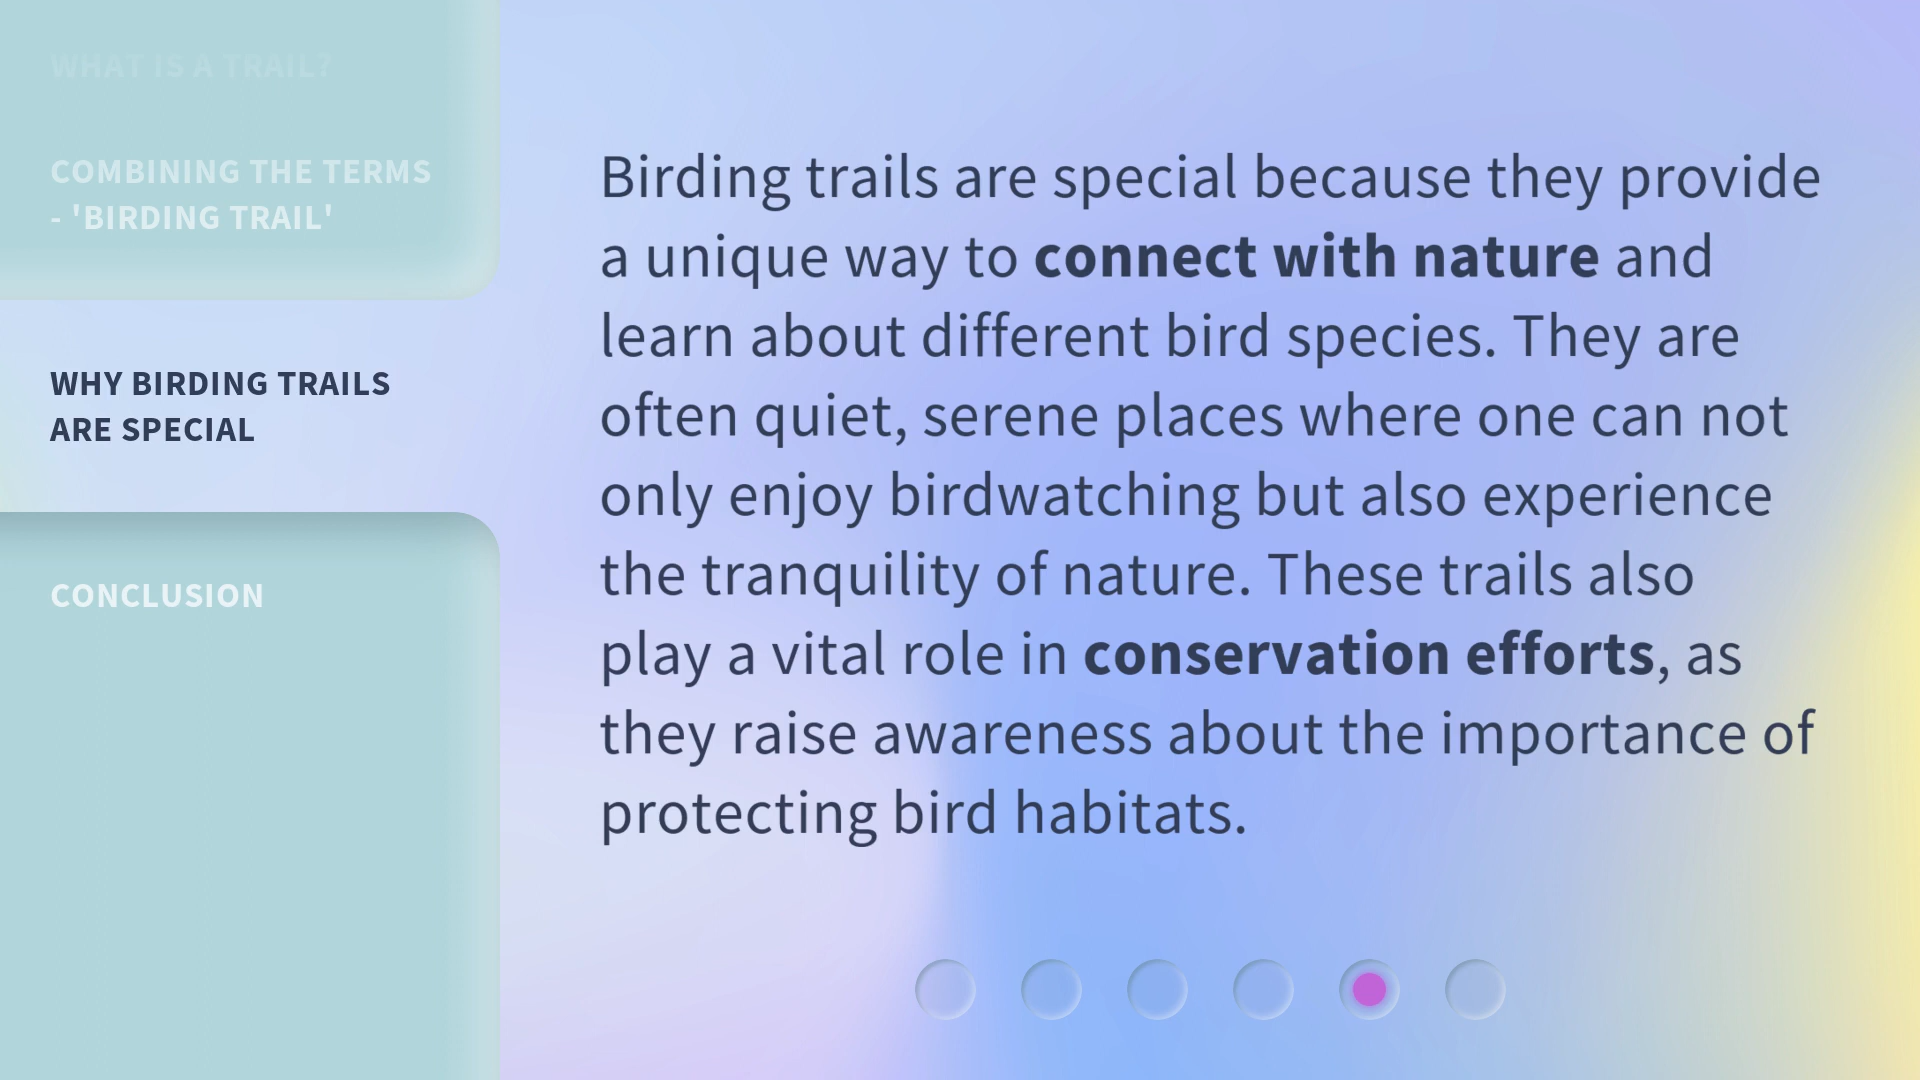 WHAT IS A TRAIL?
COMBINING THE TERMS
- 'BIRDING TRAIL'
WHY BIRDING TRAILS
ARE SPECIAL
CONCLUSION
Birding trails are special because they provide
a unique way to connect with nature and
learn about different bird species. They are
often quiet, serene places where one can not
only enjoy birdwatching but also experience
the tranquility of nature. These trails also
play a vital role in conservation efforts, as
they raise awareness about the importance of
protecting bird habitats.